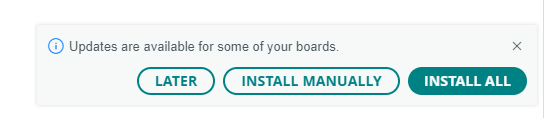 Updates are available for some of your boards.
LATER INSTALL MANUALLY INSTALL ALL